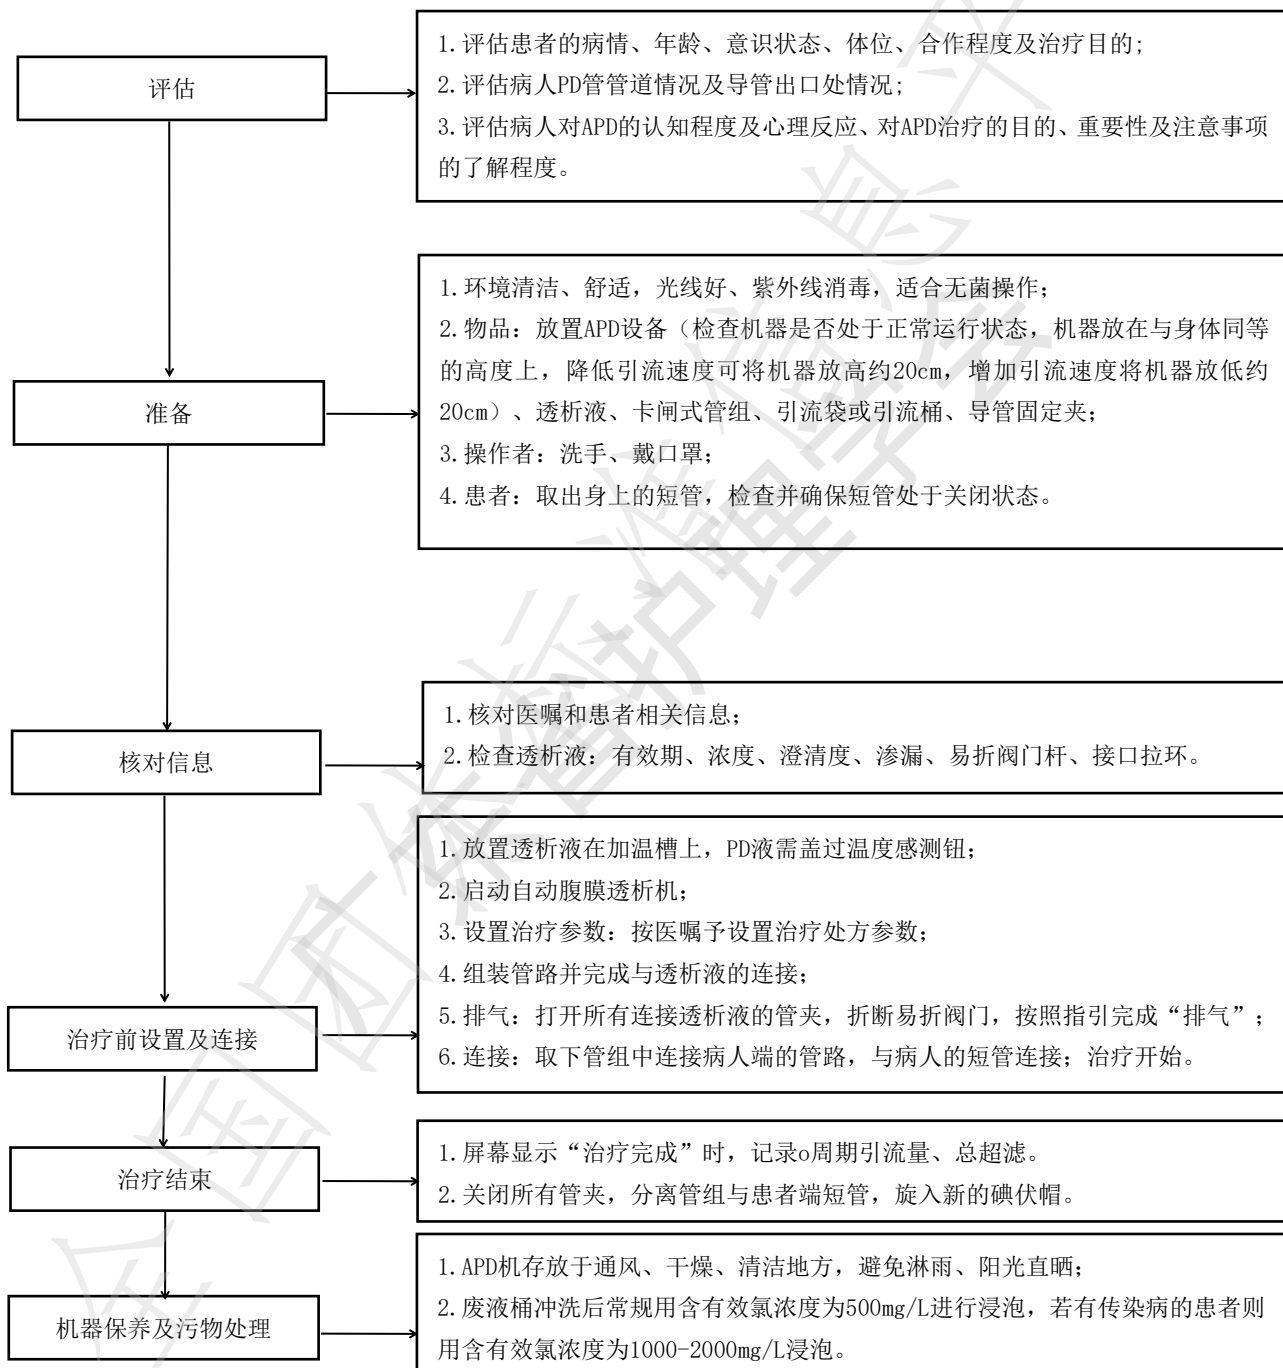 评估
1.评估患者的病情、年龄、意识状态、体位、合作程度及治疗目的;
2.评估病人PD管管道情况及导管出口处情况;
3.评估病人对APD的认知程度及心理反应、对APD治疗的目的、重要性及注意事项
的了解程度。
准备
1.环境清洁、舒适，光线好、紫外线消毒，适合无菌操作；
2.物品：放置APD设备（检查机器是否处于正常运行状态，机器放在与身体同等
的高度上，降低引流速度可将机器放高约20cm，增加引流速度将机器放低约
20cm）、透析液、卡闸式管组、引流袋或引流桶、导管固定夹；
3.操作者：洗手、戴口罩；
4.患者：取出身上的短管，检查并确保短管处于关闭状态。
核对信息
1.核对医嘱和患者相关信息；
2.检查透析液：有效期、浓度、澄清度、渗漏、易折阀门杆、接口拉环。
治疗前设置及连接
1.放置透析液在加温槽上，PD液需盖过温度感测钮；
2.启动自动腹膜透析机；
3.设置治疗参数：按医嘱予设置治疗处方参数；
4.组装管路并完成与透析液的连接；
5.排气：打开所有连接透析液的管夹，折断易折阀门，按照指引完成“排气”；
6.连接：取下管组中连接病人端的管路，与病人的短管连接；治疗开始。
治疗结束
1.屏幕显示“治疗完成”时，记录o周期引流量、总超滤。
2.关闭所有管夹，分离管组与患者端短管，旋入新的碘伏帽。
机器保养及污物处理
1.APD机存放于通风、干燥、清洁地方，避免淋雨、阳光直晒；
2.废液桶冲洗后常规用含有效氯浓度为500mg/L进行浸泡，若有传染病的患者则
用含有效氯浓度为1000-2000mg/L浸泡。
全国团体标准信息平
广东省护理学会